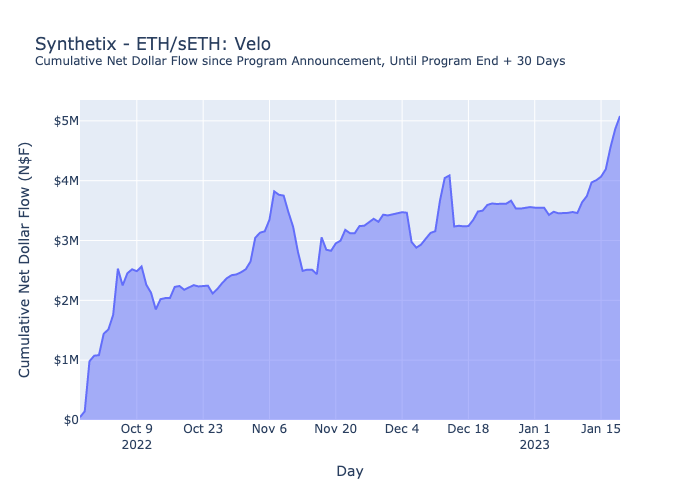 Synthetix - ETH/sETH: Velo
Cumulative Net Dollar Flow since Program Announcement, Until Program End + 30 Days
Cumulative Net Dollar Flow (N$F)
$5M
$4M
$3M
$2M
$1M
$0
Oct 9 Oct 23 Nov 6 Nov 20 Dec 4 Dec 18 Jan 1 Jan 15
2022 2023
Day